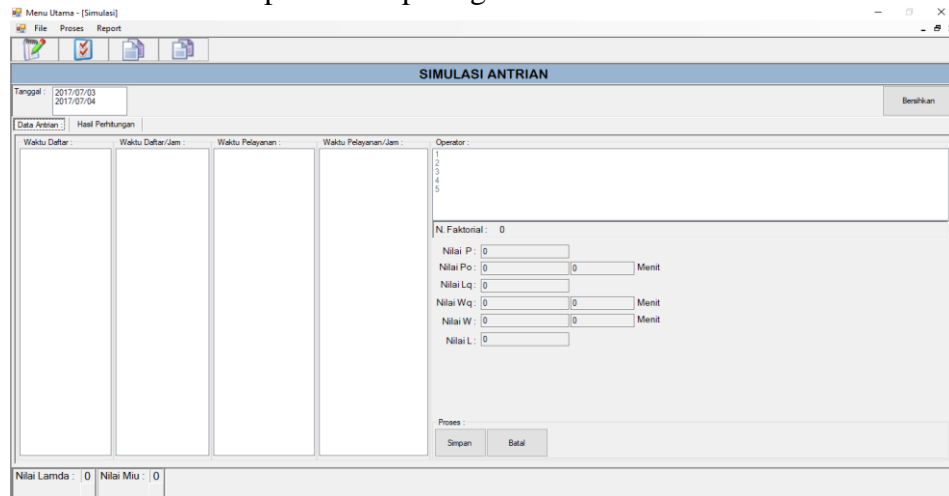 Menu Utama - [Simulasi]
File Proses Report
SIMULASI ANTRIAN
Tanggal : 2017/07/03
2017/07/04
Bersihkan
Data Antrian : Hasil Perhitungan
Waktu Daftar : Waktu Daftar/Jam : Waktu Pelayanan : Waktu Pelayanan/Jam : Operator :
1
2
3
4
5
N. Faktorial : 0
Nilai P : 0
Nilai Po : 0 0 Menit
Nilai Lq : 0
Nilai Wq : 0 0 Menit
Nilai W : 0 0 Menit
Nilai L : 0
Proses :
Simpan Batal
Nilai Lamda : 0 Nilai Miu : 0